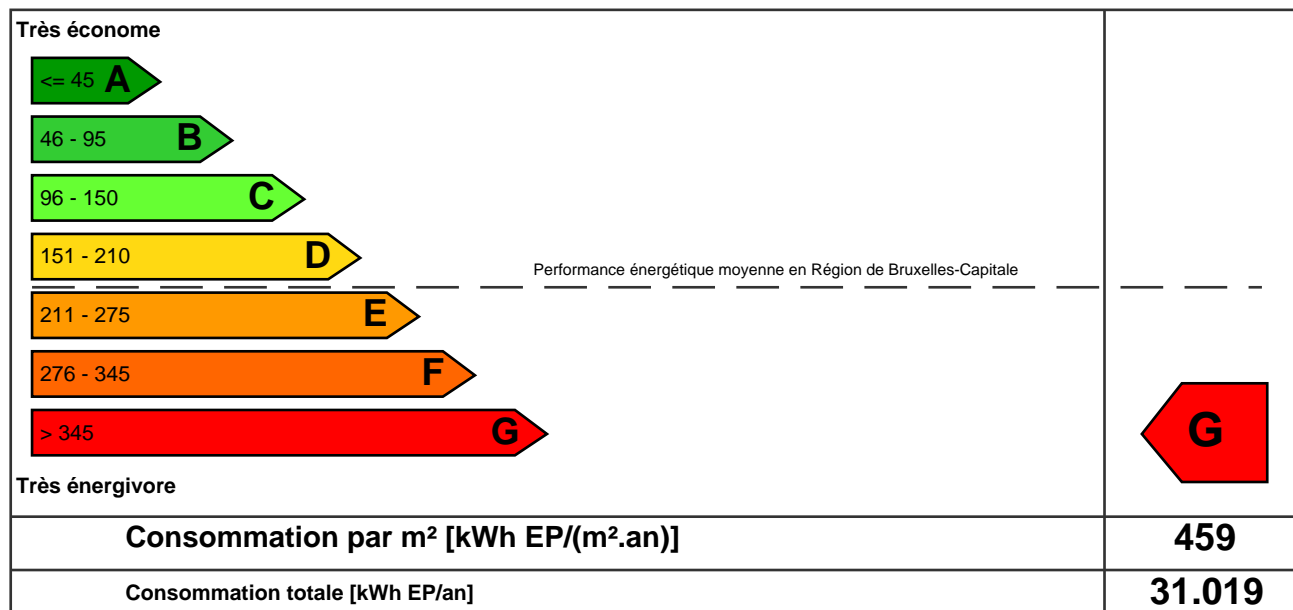 Très économe
<= 45 A
46 - 95 B
96 - 150 C
151 - 210 D
Performance énergétique moyenne en Région de Bruxelles-Capitale
211 - 275 E
276 - 345 F
> 345 G
G
Très énergivore
Consommation par m² [kWh EP/(m².an)] 459
Consommation totale [kWh EP/an] 31.019